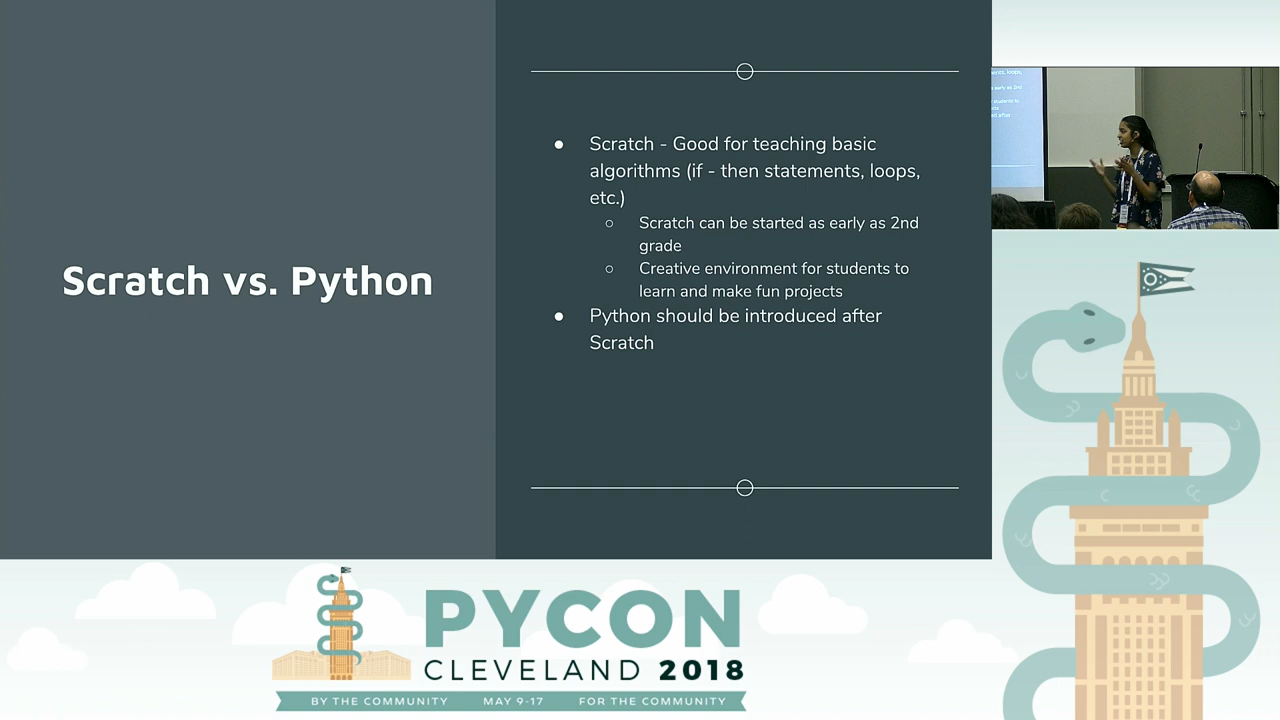 Scratch vs. Python
● Scratch - Good for teaching basic
algorithms (if - then statements, loops,
etc.)
○ Scratch can be started as early as 2nd
grade
○ Creative environment for students to
learn and make fun projects
● Python should be introduced after
Scratch
PYCON
CLEVELAND 2018
BY THE COMMUNITY MAY 9-17 FOR THE COMMUNITY